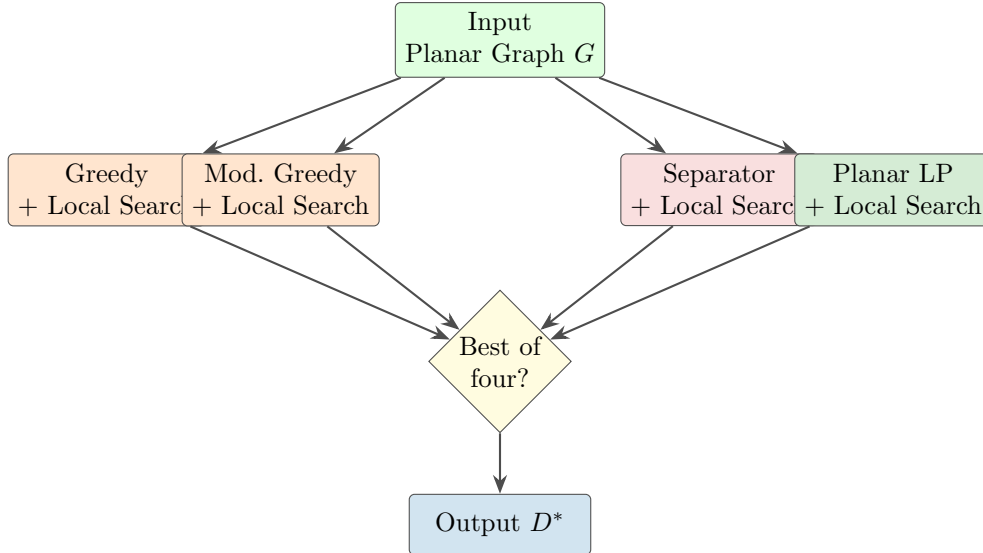 Input
Planar Graph G
Greedy
+ Local Searc
Mod. Greedy
+ Local Search
Separator
+ Local Searc
Planar LP
+ Local Search
Best of
four?
Output D*